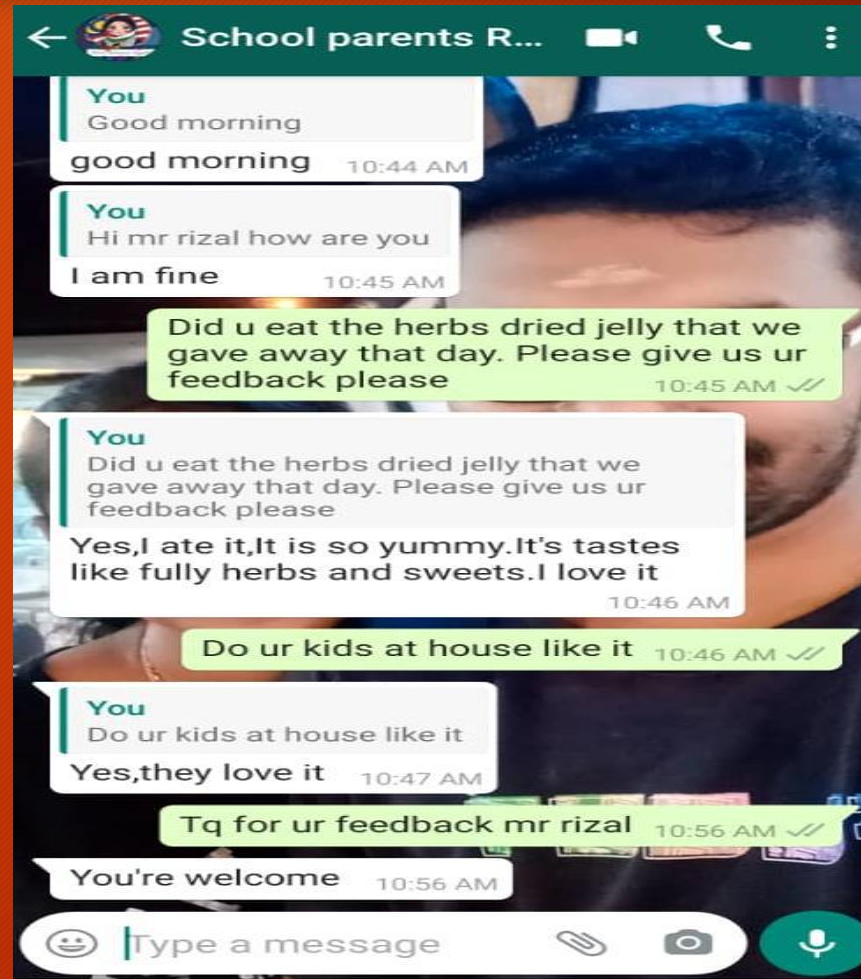 School parents R...
You
Good morning
good morning 10:44 AM
You
Hi mr rizal how are you
I am fine 10:45 AM
Did u eat the herbs dried jelly that we
gave away that day. Please give us ur
feedback please 10:45 AM
You
Did u eat the herbs dried jelly that we
gave away that day. Please give us ur
feedback please
Yes,I ate it,It is so yummy.It's tastes
like fully herbs and sweets.I love it
10:46 AM
Do ur kids at house like it 10:46 AM
You
Do ur kids at house like it
Yes,they love it 10:47 AM
Tq for ur feedback mr rizal 10:56 AM
You're welcome 10:56 AM
Type a message